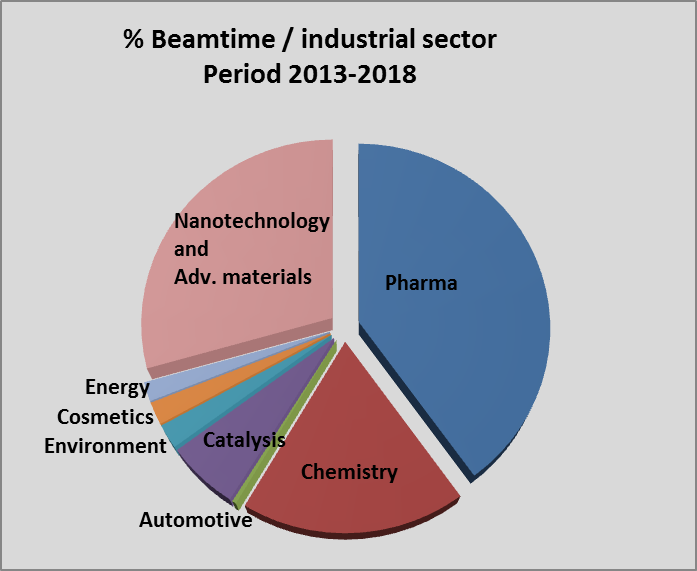 % Beamtime / industrial sector
Period 2013-2018
Nanotechnology
and
Adv. materials
Pharma
Energy
Cosmetics
Environment
Catalysis
Chemistry
Automotive